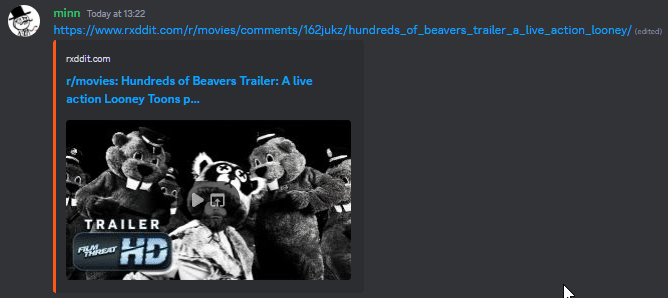 minn Today at 13:22
https://www.rxddit.com/r/movies/comments/162jukz/hundreds_of_beavers_trailer_a_live_action_looney/ (edited)
rxddit.com
r/movies: Hundreds of Beavers Trailer: A live
action Looney Toons p...
TRAILER
FILM
THREAT
HD